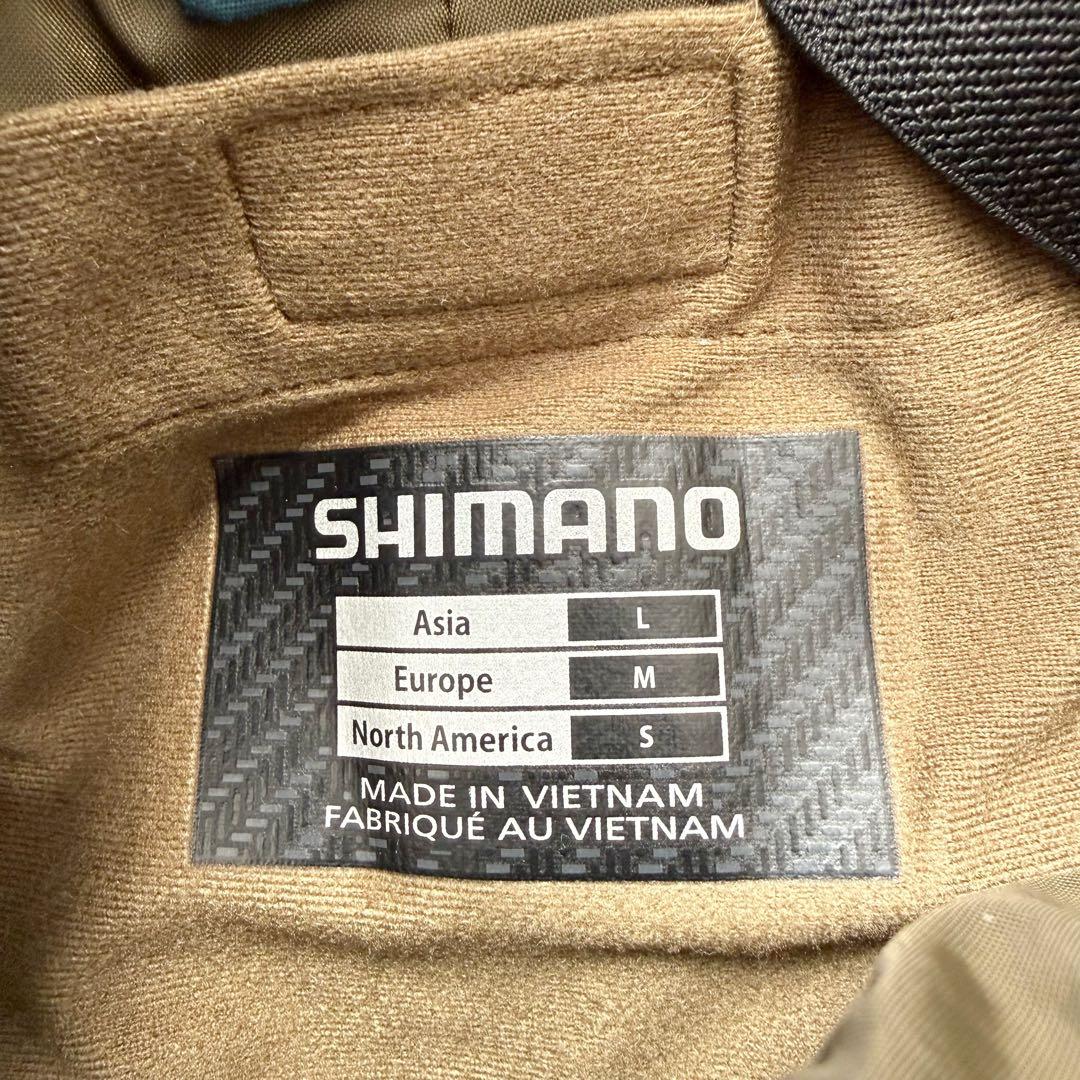 SHIMANO
Asia L
Europe M
North America S
MADE IN VIETNAM
FABRIQUÉ AU VIETNAM